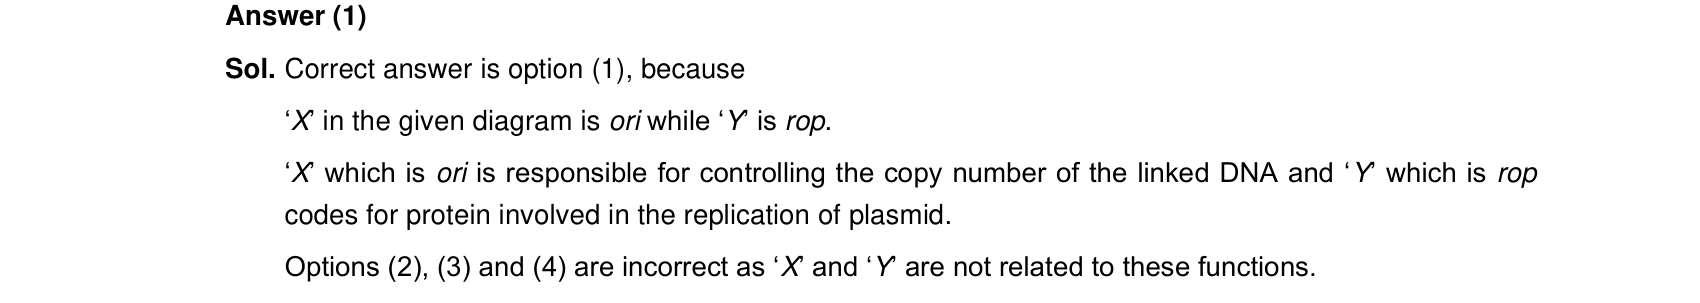 Answer (1)
Sol. Correct answer is option (1), because
‘X’ in the given diagram is ori while ‘Y’ is rop.
‘X’ which is ori is responsible for controlling the copy number of the linked DNA and ‘Y’ which is rop
codes for protein involved in the replication of plasmid.
Options (2), (3) and (4) are incorrect as ‘X’ and ‘Y’ are not related to these functions.